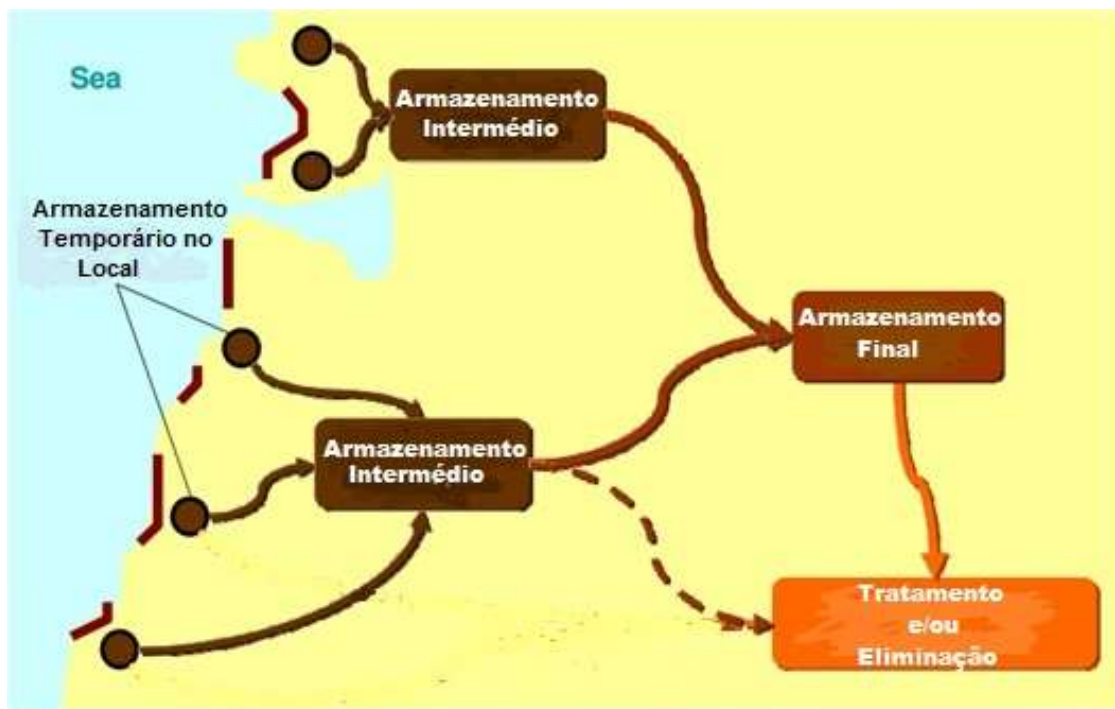 Sea
Armazenamento
Intermédio
Armazenamento
Temporário no
Local
Armazenamento
Final
Armazenamento
Intermédio
Tratamento
e/ou
Eliminação